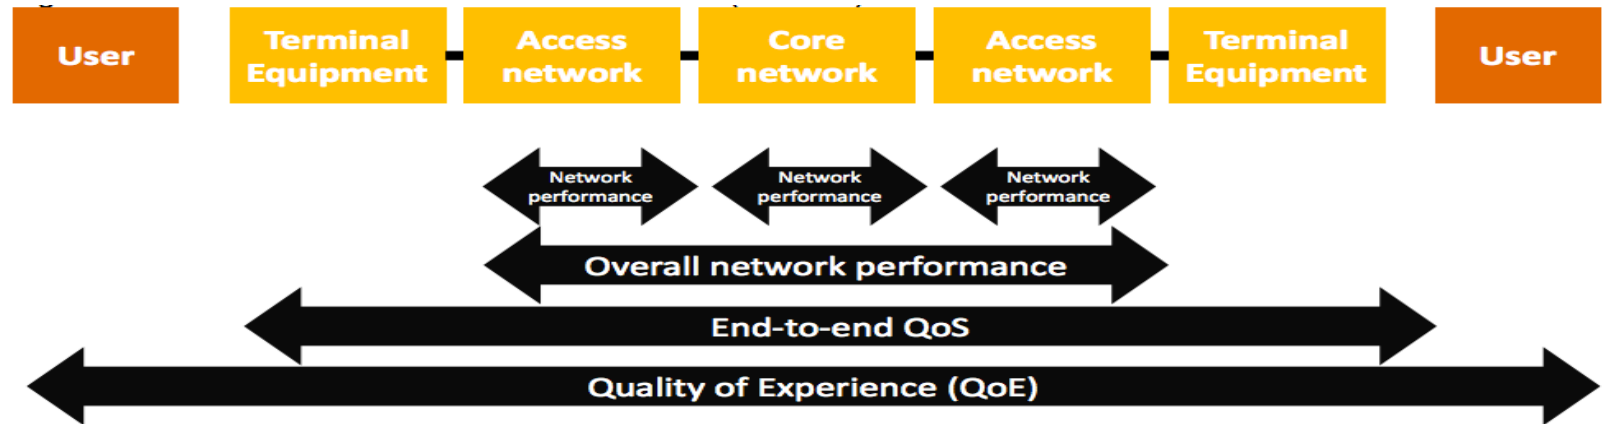 User
Terminal
Equipment
Access
network
Core
network
Access
network
Terminal
Equipment
User
Network
performance
Network
performance
Network
performance
Overall network performance
End-to-end QoS
Quality of Experience (QoE)